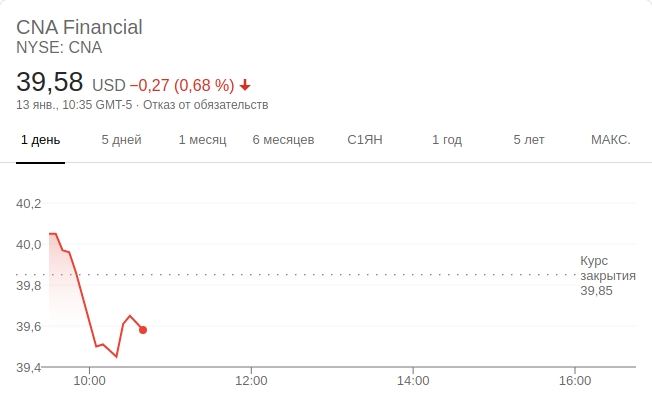 CNA Financial
NYSE: CNA
39,58 USD −0,27 (0,68 %)
13 янв., 10:35 GMT-5 · Отказ от обязательств
1 день 5 дней 1 месяц 6 месяцев С1ЯН 1 год 5 лет МАКС.
40,2
40,0
Курс
закрытия
39,85
39,8
39,6
39,4
10:00 12:00 14:00 16:00